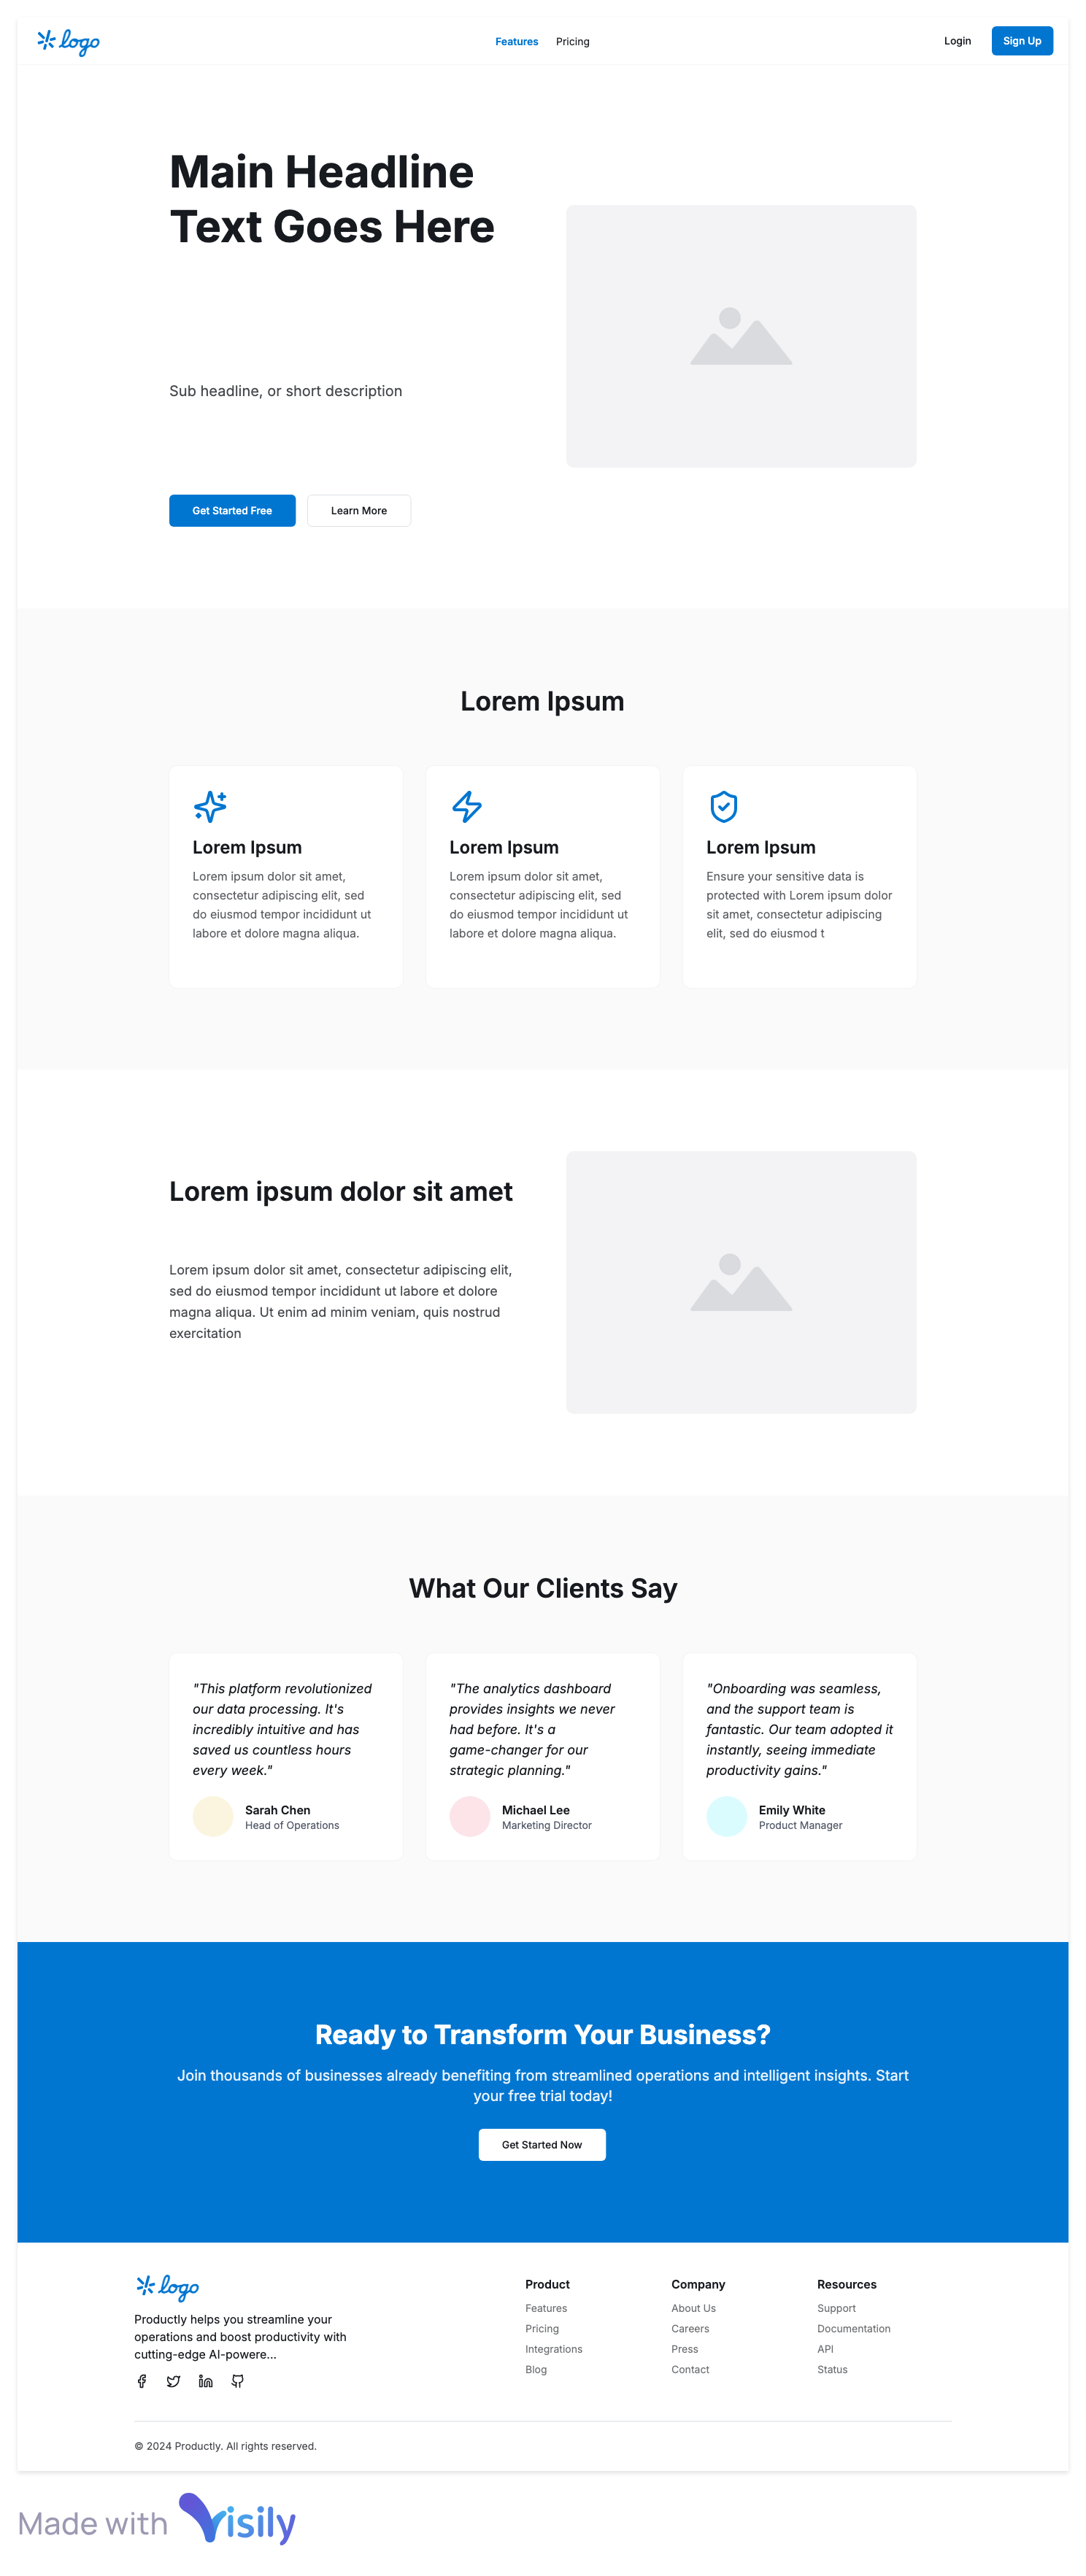 logo
Features
Pricing
Login
Sign Up
Main Headline
Text Goes Here
Sub headline, or short description
Get Started Free
Learn More
Lorem Ipsum
Lorem Ipsum
Lorem ipsum dolor sit amet,
consectetur adipiscing elit, sed
do eiusmod tempor incididunt ut
labore et dolore magna aliqua.
Lorem Ipsum
Lorem ipsum dolor sit amet,
consectetur adipiscing elit, sed
do eiusmod tempor incididunt ut
labore et dolore magna aliqua.
Lorem Ipsum
Ensure your sensitive data is
protected with Lorem ipsum dolor
sit amet, consectetur adipiscing
elit, sed do eiusmod t
Lorem ipsum dolor sit amet
Lorem ipsum dolor sit amet, consectetur adipiscing elit,
sed do eiusmod tempor incididunt ut labore et dolore
magna aliqua. Ut enim ad minim veniam, quis nostrud
exercitation
What Our Clients Say
"This platform revolutionized
our data processing. It's
incredibly intuitive and has
saved us countless hours
every week."
Sarah Chen
Head of Operations
"The analytics dashboard
provides insights we never
had before. It's a
game-changer for our
strategic planning."
Michael Lee
Marketing Director
"Onboarding was seamless,
and the support team is
fantastic. Our team adopted it
instantly, seeing immediate
productivity gains."
Emily White
Product Manager
Ready to Transform Your Business?
Join thousands of businesses already benefiting from streamlined operations and intelligent insights. Start
your free trial today!
Get Started Now
logo
Productly helps you streamline your
operations and boost productivity with
cutting-edge AI-powere...
Product
Features
Pricing
Integrations
Blog
Company
About Us
Careers
Press
Contact
Resources
Support
Documentation
API
Status
© 2024 Productly. All rights reserved.
Made with Visily